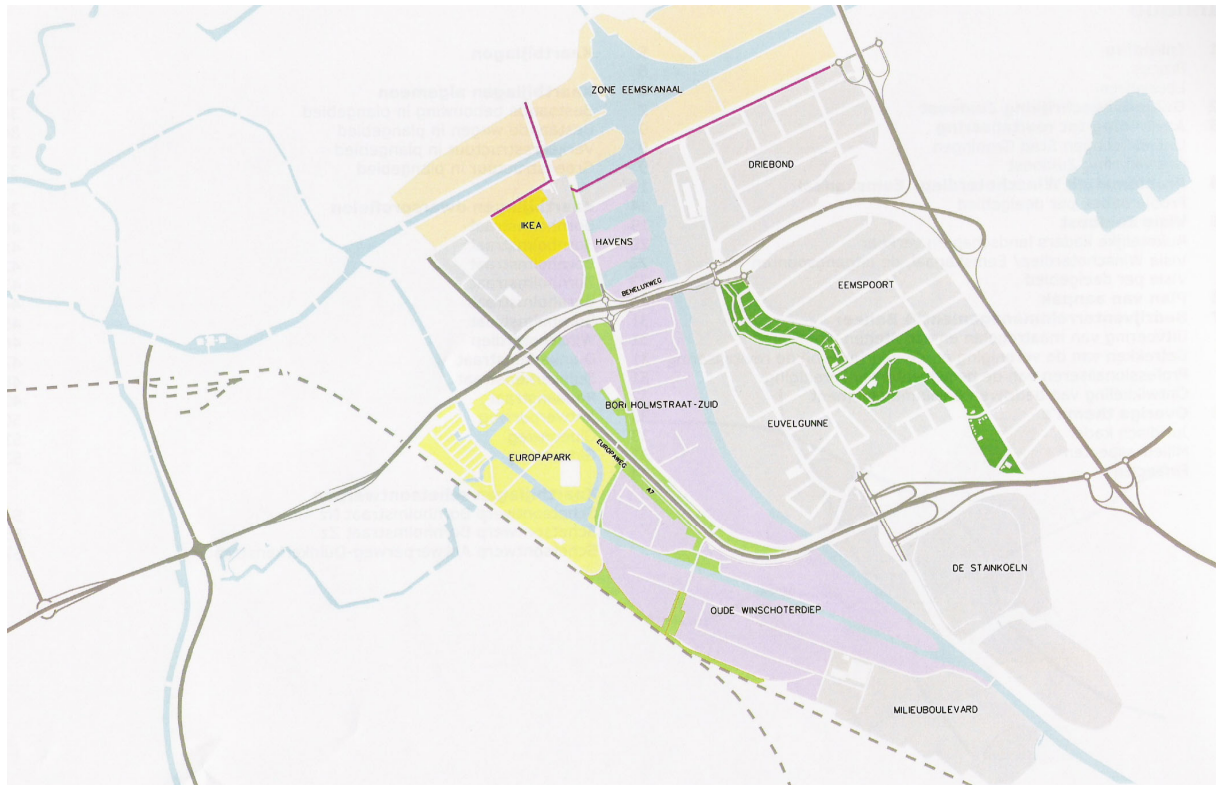 ZONE EEMSKANAAL
DRIEBOND
IKEA
HAVENS
BENELUXWEG
EEMSPOORT
BORNHOLMSTRAAT-ZUID
EUVELGUNNE
EUROPAPARK
EUROPAWEG
A7
DE STAINKOELN
OUDE WINSCHOTERDIEP
MILIEUBOULEVARD